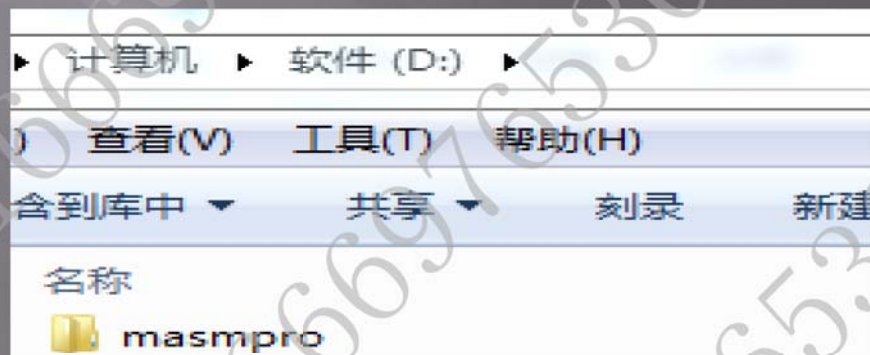 计算机 软件 (D:)
) 查看(V) 工具(T) 帮助(H)
含到库中 共享 刻录 新建
名称
masmpro